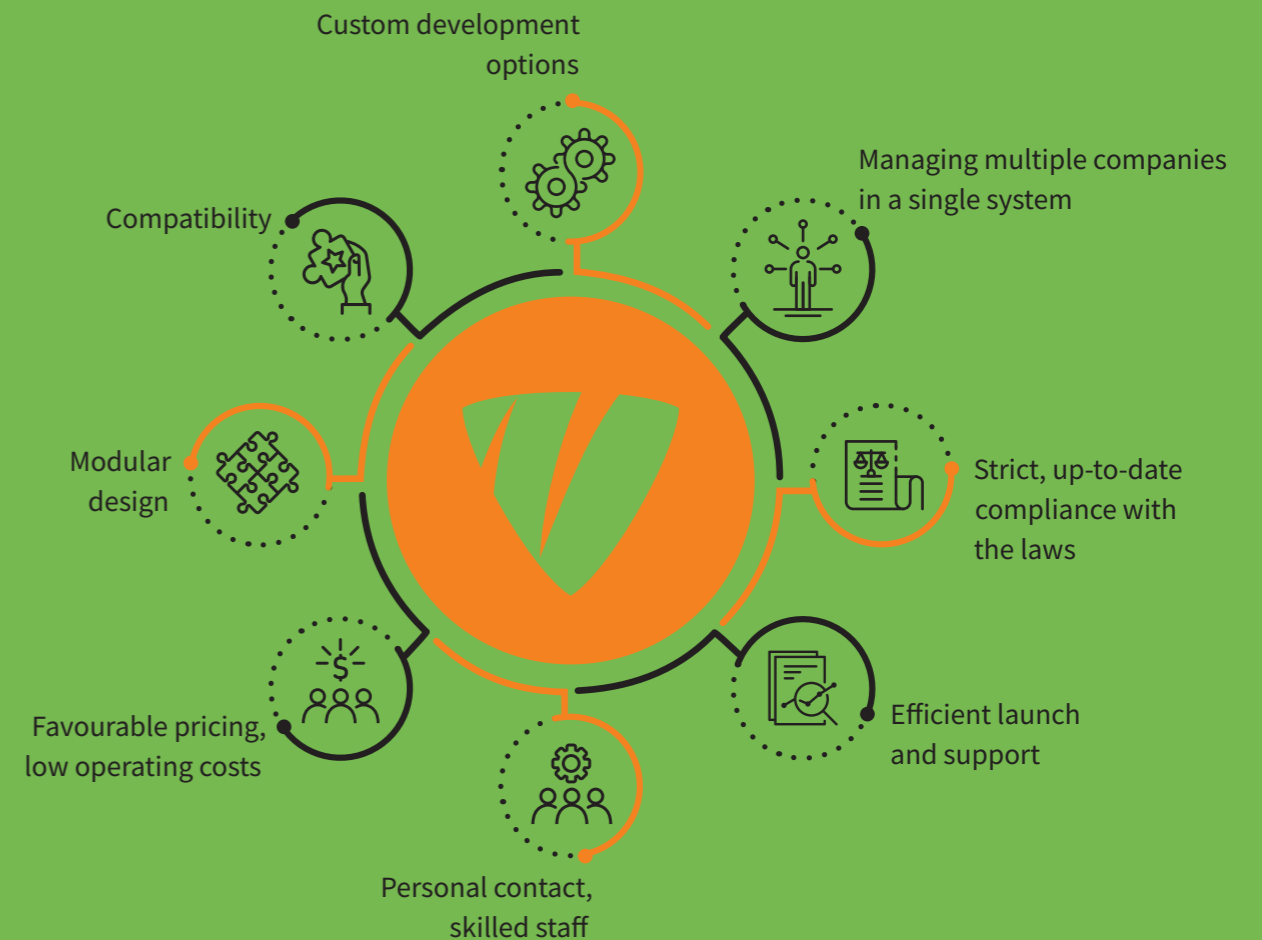 Custom development
options
Managing multiple companies
in a single system
Compatibility
Strict, up-to-date
compliance with
the laws
Modular
design
Efficient launch
and support
Favourable pricing,
low operating costs
Personal contact,
skilled staff